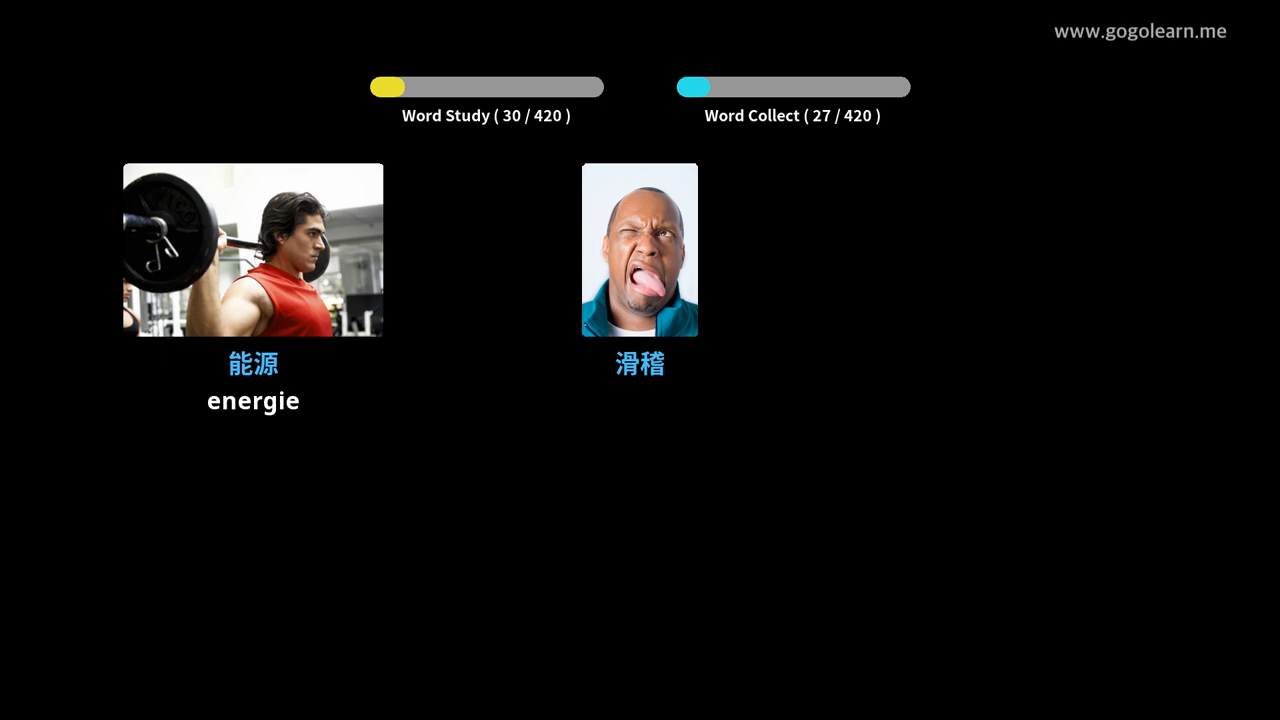 www.gogolearn.me
Word Study ( 30 / 420 )
Word Collect ( 27 / 420 )
能源
energie
滑稽